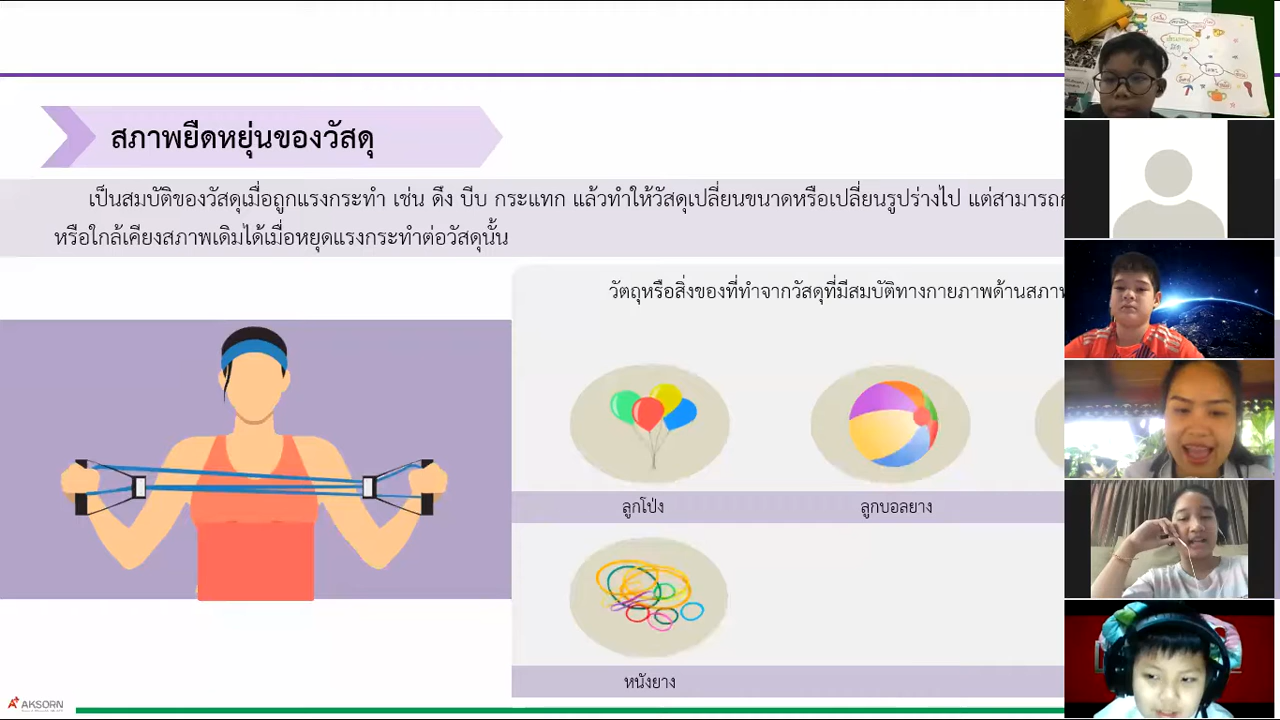 สภาพยืดหยุ่นของวัสดุ
เป็นสมบัติของวัสดุเมื่อถูกแรงกระทำ เช่น ดึง บีบ กระแทก แล้วทำให้วัสดุเปลี่ยนขนาดหรือเปลี่ยนรูปร่างไป แต่สามารถก
หรือใกล้เคียงสภาพเดิมได้เมื่อหยุดแรงกระทำต่อวัสดุนั้น
วัตถุหรือสิ่งของที่ทำจากวัสดุที่มีสมบัติทางกายภาพด้านสภาพ
ลูกโป่ง
ลูกบอลยาง
หนังยาง
AKSORN